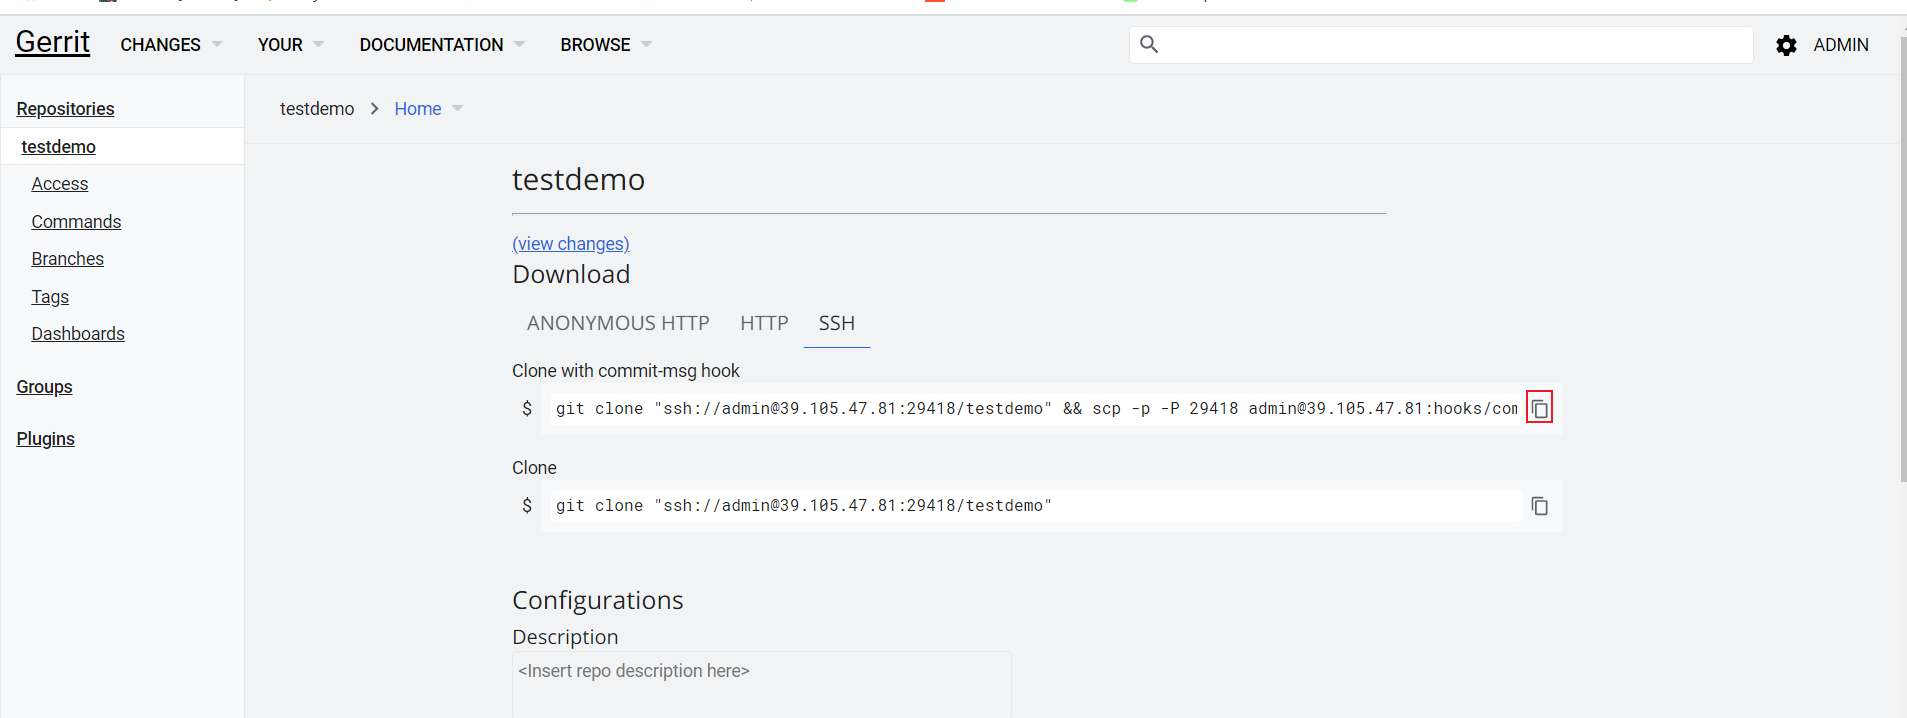 Gerrit CHANGES YOUR DOCUMENTATION BROWSE ADMIN
Repositories
testdemo
Access
Commands
Branches
Tags
Dashboards
Groups
Plugins
testdemo > Home
testdemo
(view changes)
Download
ANONYMOUS HTTP HTTP SSH
Clone with commit-msg hook
$ git clone "ssh://admin@39.105.47.81:29418/testdemo" && scp -p -P 29418 admin@39.105.47.81:hooks/com
Clone
$ git clone "ssh://admin@39.105.47.81:29418/testdemo"
Configurations
Description
<Insert repo description here>